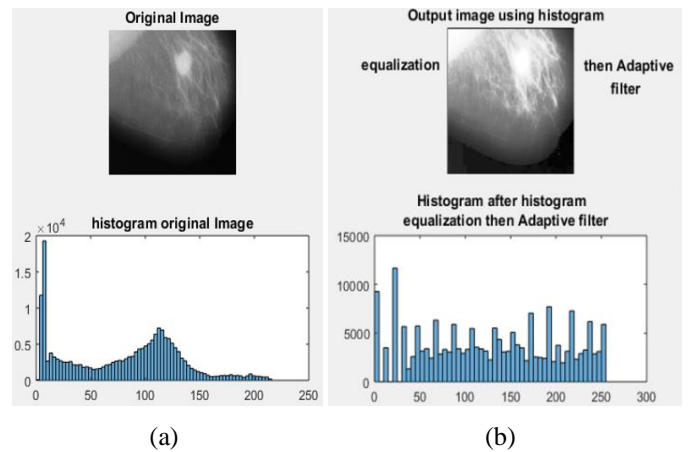 Original Image
Output image using histogram
equalization
then Adaptive
filter
histogram original Image
×10^4
2
1.5
1
0.5
0
0 50 100 150 200 250
Histogram after histogram
equalization then Adaptive filter
15000
10000
5000
0
0 50 100 150 200 250 300
(a)
(b)